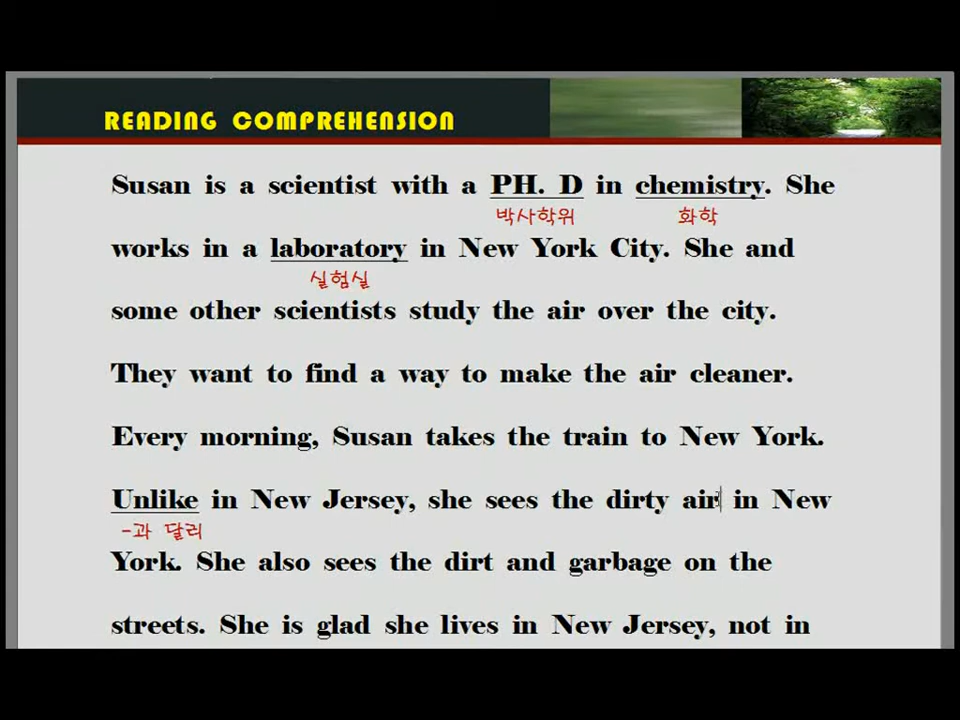 READING COMPREHENSION
Susan is a scientist with a PH. D in chemistry. She
박사학위 화학
works in a laboratory in New York City. She and
실험실
some other scientists study the air over the city.
They want to find a way to make the air cleaner.
Every morning, Susan takes the train to New York.
Unlike in New Jersey, she sees the dirty air in New
-과 달리
York. She also sees the dirt and garbage on the
streets. She is glad she lives in New Jersey, not in